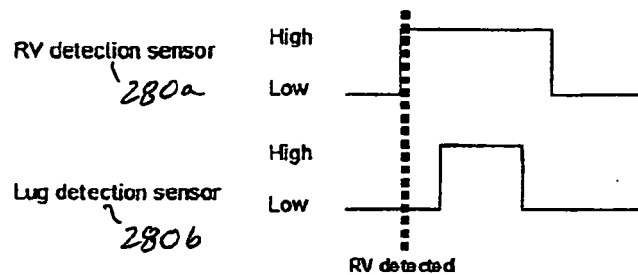 High
RV detection sensor
280a
Low
High
Lug detection sensor
Low
280b
RV detected